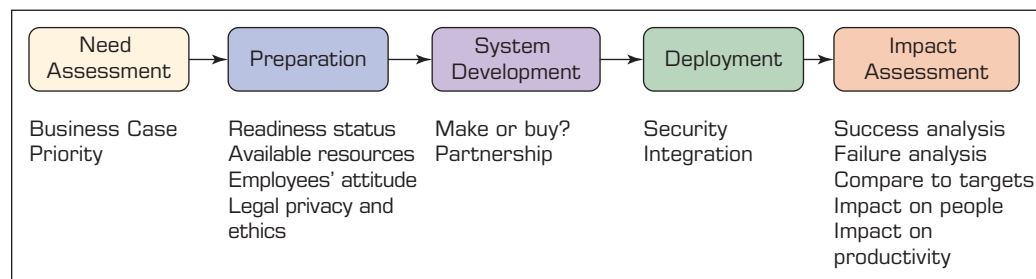 Need
Assessment
Preparation
System
Development
Deployment
Impact
Assessment
Business Case
Priority
Readiness status
Available resources
Employees' attitude
Legal privacy and
ethics
Make or buy?
Partnership
Security
Integration
Success analysis
Failure analysis
Compare to targets
Impact on people
Impact on
productivity